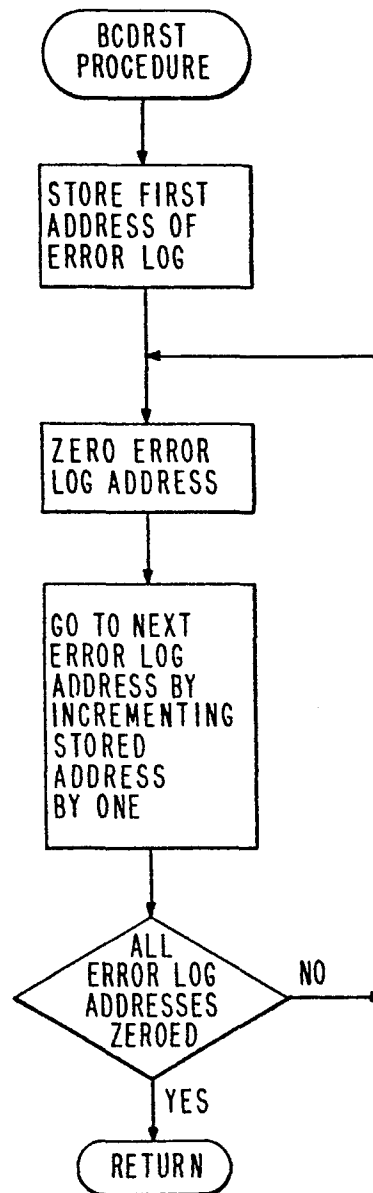 BCDRST
PROCEDURE
STORE FIRST
ADDRESS OF
ERROR LOG
ZERO ERROR
LOG ADDRESS
GO TO NEXT
ERROR LOG
ADDRESS BY
INCREMENTING
STORED
ADDRESS
BY ONE
ALL
ERROR LOG
ADDRESSES
ZEROED
NO
YES
RETURN